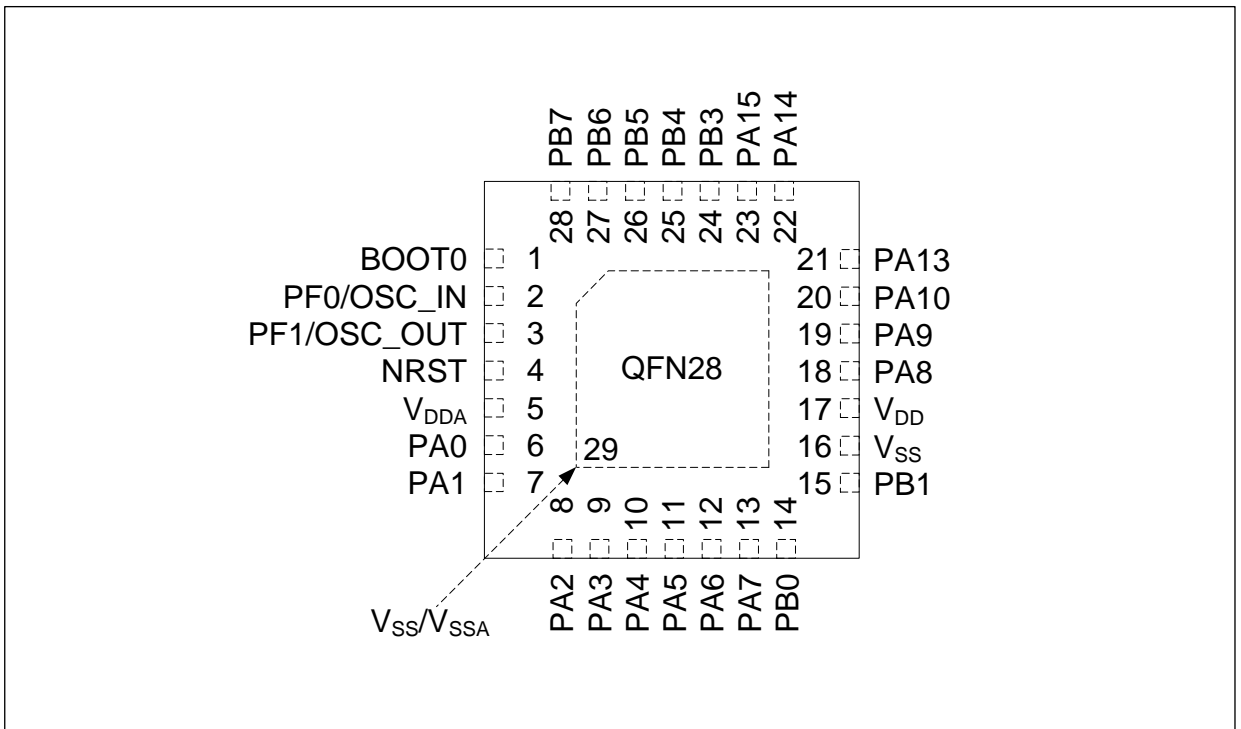 PB7 PB6 PB5 PB4 PB3 PA15 PA14
28 27 26 25 24 23 22
BOOT0 1 21 PA13
PF0/OSC_IN 2 20 PA10
PF1/OSC_OUT 3 19 PA9
NRST 4 QFN28 18 PA8
VDDA 5 17 VDD
PA0 6 29 16 VSS
PA1 7 15 PB1
8 9 10 11 12 13 14
PA2 PA3 PA4 PA5 PA6 PA7 PB0
VSS/VSSA